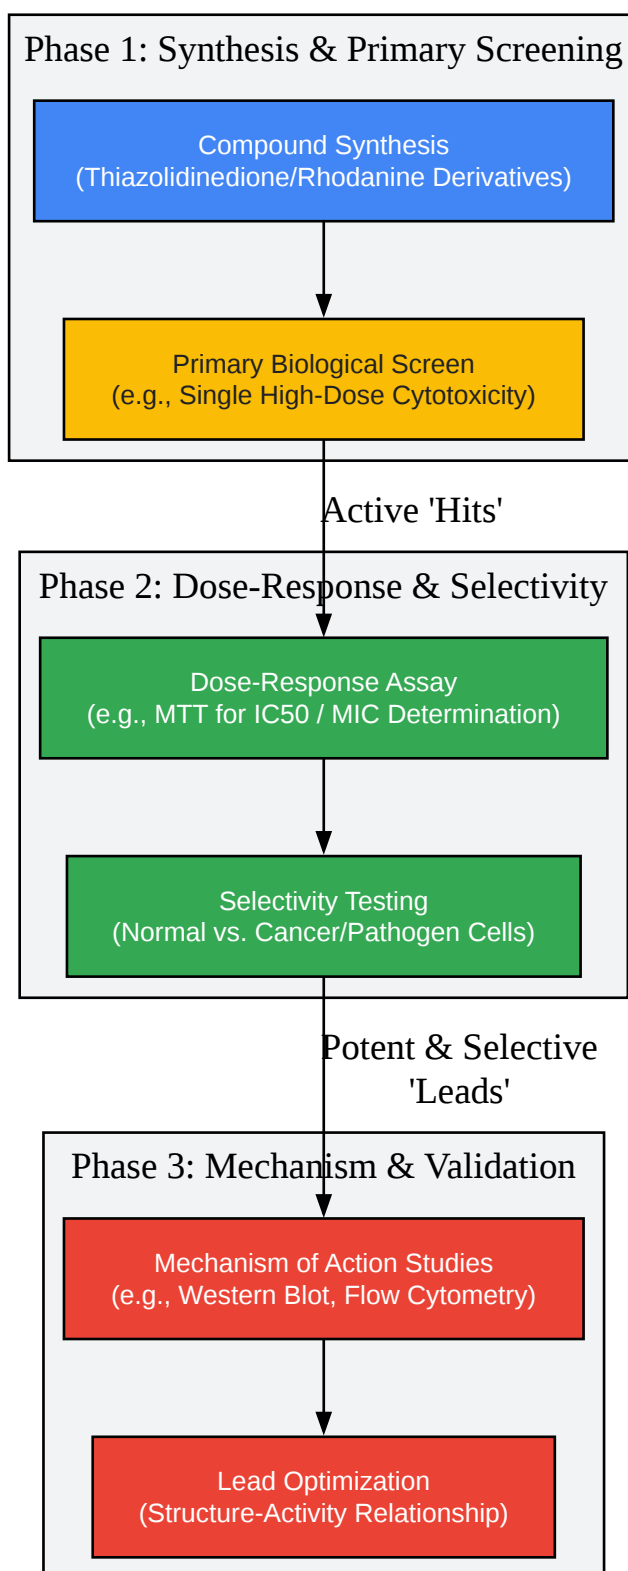 Phase 1: Synthesis & Primary Screening
Compound Synthesis
(Thiazolidinedione/Rhodanine Derivatives)
Primary Biological Screen
(e.g., Single High-Dose Cytotoxicity)
Active 'Hits'
Phase 2: Dose-Response & Selectivity
Dose-Response Assay
(e.g., MTT for IC50 / MIC Determination)
Selectivity Testing
(Normal vs. Cancer/Pathogen Cells)
Potent & Selective
'Leads'
Phase 3: Mechanism & Validation
Mechanism of Action Studies
(e.g., Western Blot, Flow Cytometry)
Lead Optimization
(Structure-Activity Relationship)